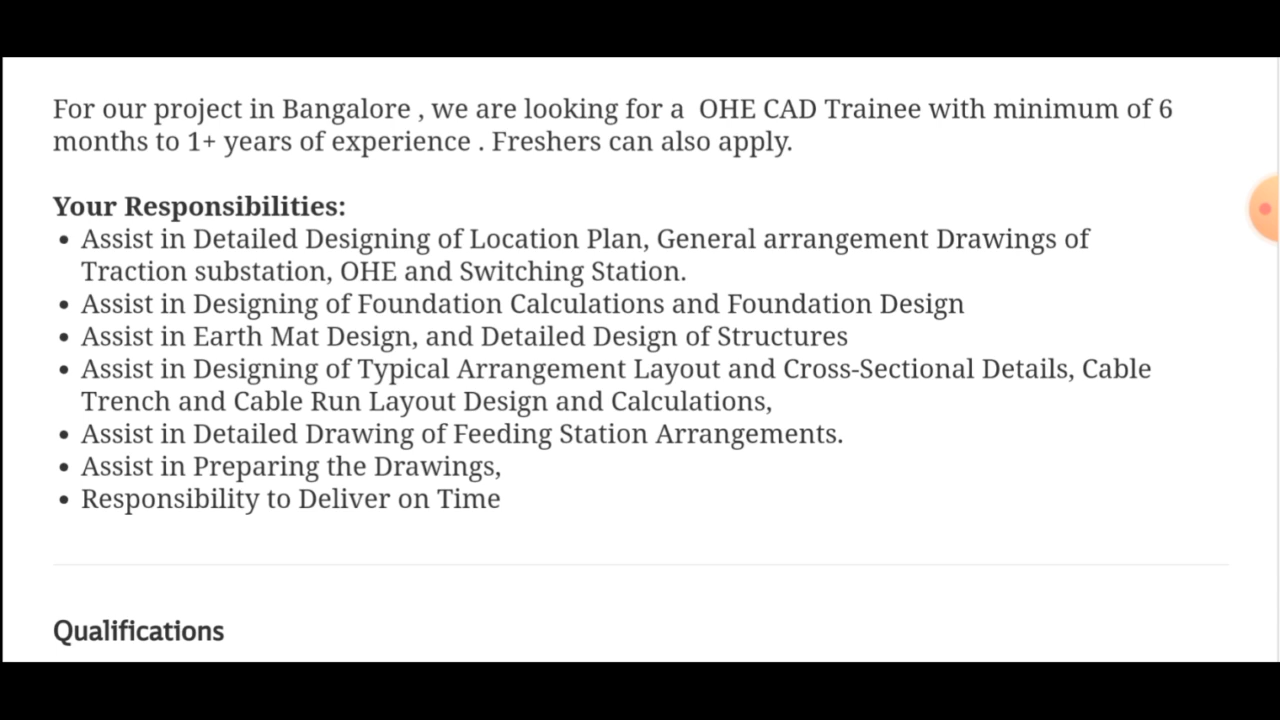 For our project in Bangalore , we are looking for a  OHE CAD Trainee with minimum of 6
months to 1+ years of experience . Freshers can also apply.
Your Responsibilities:
• Assist in Detailed Designing of Location Plan, General arrangement Drawings of
Traction substation, OHE and Switching Station.
• Assist in Designing of Foundation Calculations and Foundation Design
• Assist in Earth Mat Design, and Detailed Design of Structures
• Assist in Designing of Typical Arrangement Layout and Cross-Sectional Details, Cable
Trench and Cable Run Layout Design and Calculations,
• Assist in Detailed Drawing of Feeding Station Arrangements.
• Assist in Preparing the Drawings,
• Responsibility to Deliver on Time
Qualifications